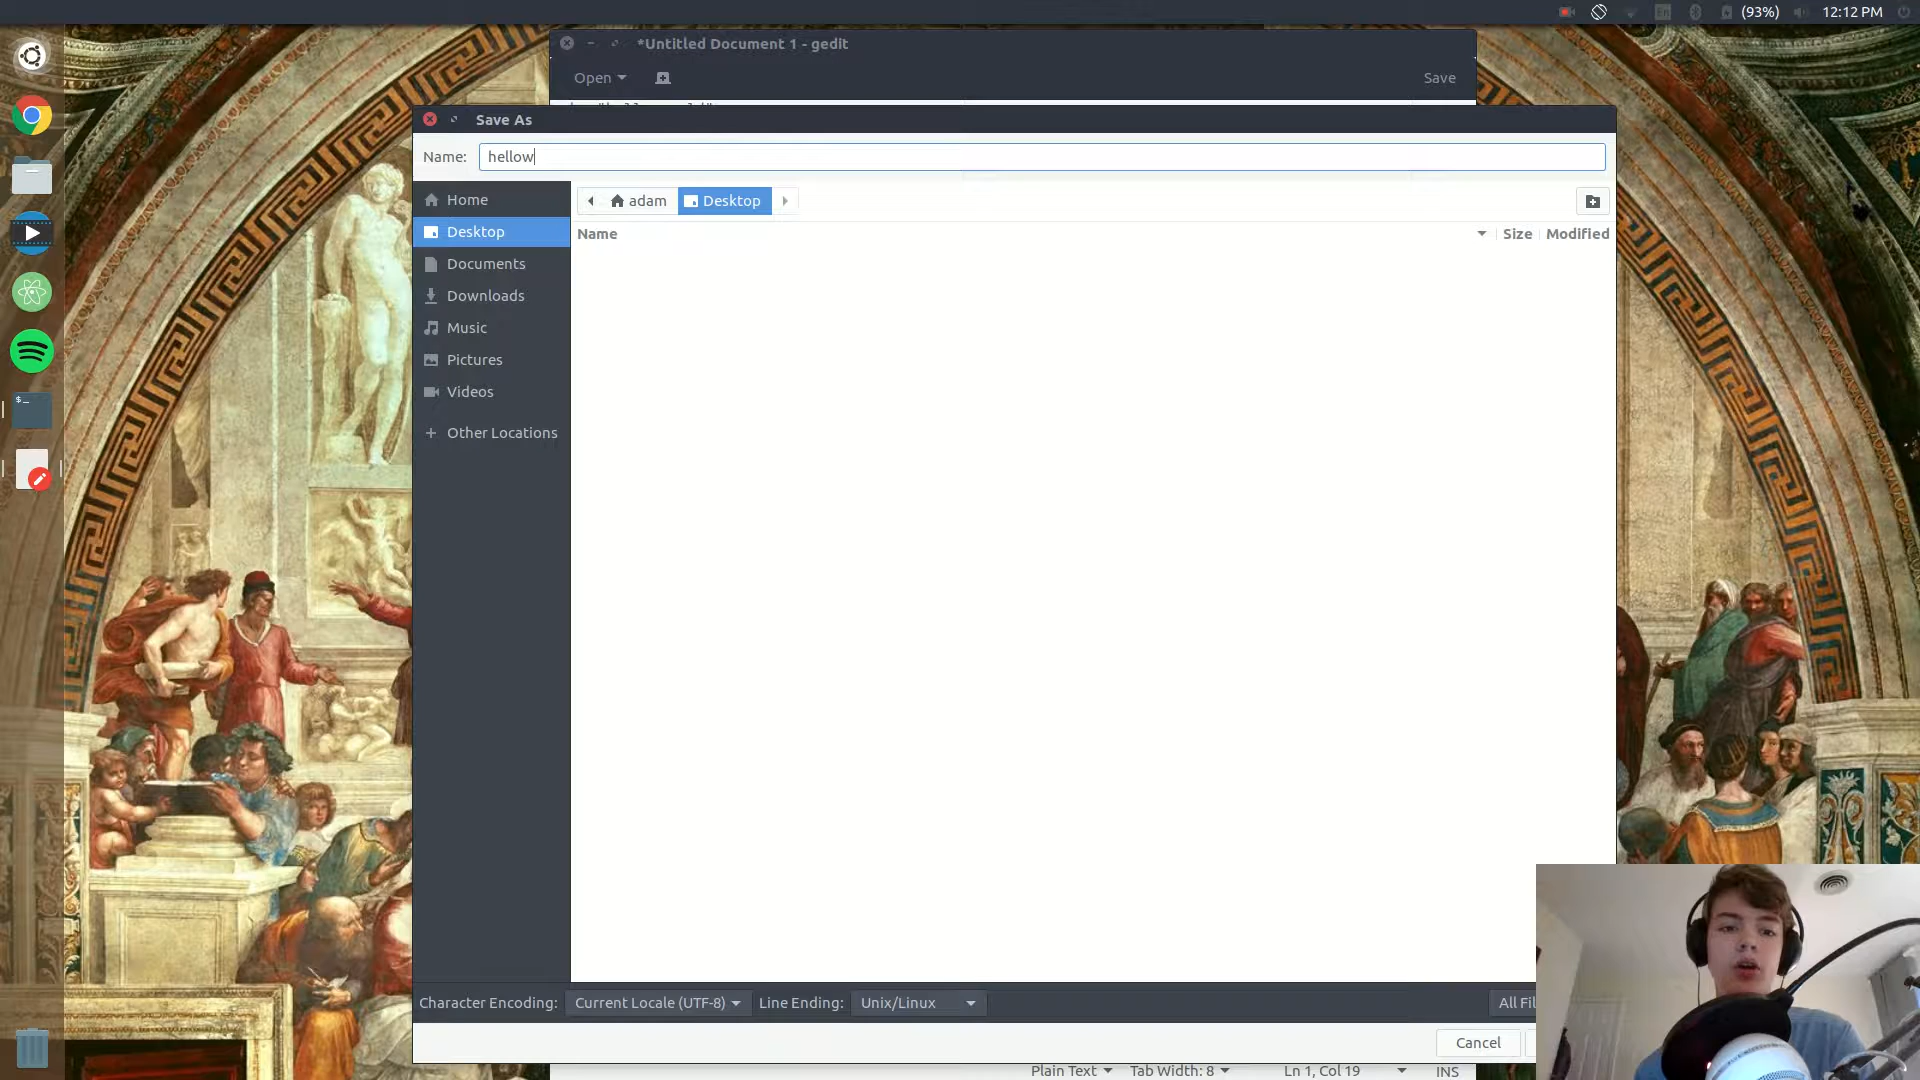 (93%) 12:12 PM
*Untitled Document 1 - gedit
Open
Save
Save As
Name: hellow
Home
adam Desktop
Desktop
Name Size Modified
Documents
Downloads
Music
Pictures
Videos
Other Locations
Character Encoding: Current Locale (UTF-8) Line Ending: Unix/Linux All Fil
Cancel
Plain Text Tab Width: 8 Ln 1, Col 19 INS